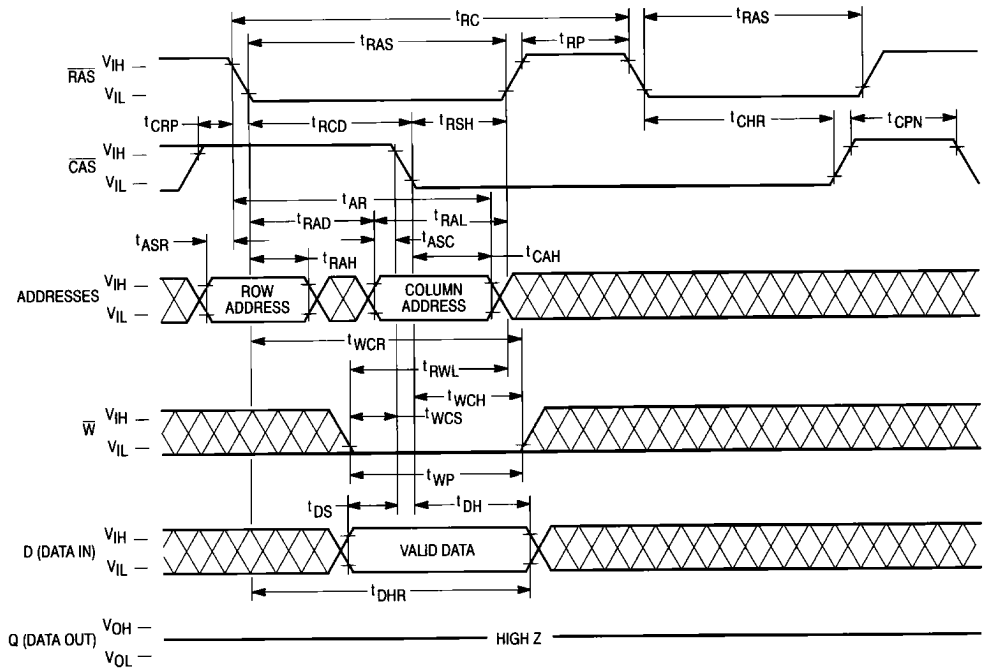 tRC
tRAS
tRAS
tRP
RAS
VIH
VIL
tCRP
tRCD
tRSH
tCHR
tCPN
CAS
VIH
VIL
tAR
tRAD
tRAL
tASR
tASC
tRAH
tCAH
ADDRESSES
VIH
VIL
ROW
ADDRESS
COLUMN
ADDRESS
tWCR
tRWL
tWCH
tWCS
W
VIH
VIL
tWP
tDS
tDH
D (DATA IN)
VIH
VIL
VALID DATA
tDHR
Q (DATA OUT)
VOH
VOL
HIGH Z